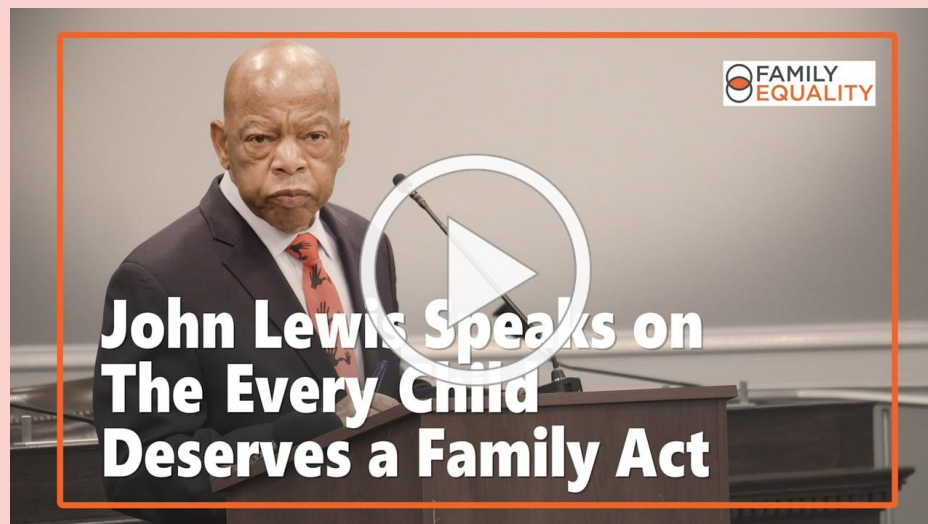 FAMILY
EQUALITY
John Lewis Speaks on
The Every Child
Deserves a Family Act